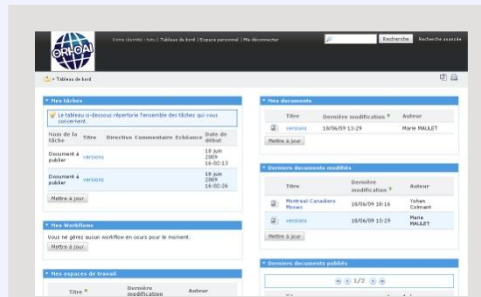 ORI-OAI
Tableau de bord | Espace personnel | Me déconnecter
Recherche
Recherche avancée
> Tableau de bord
Mes tâches
Le tableau ci-dessous répertorie l'ensemble des tâches qui vous
concernent.
Nom de la tâche Titre Directive Commentaire Echéance Date de début
Document à publier versions 18 juin 2009 16:00:13
Document à publier versions 18 juin 2009 16:00:26
Mettre à jour
Mes Workflows
Vous ne gérez aucun workflow en cours pour le moment.
Mettre à jour
Mes espaces de travail
Titre Dernière modification Auteur
Mes documents
Titre Dernière modification Auteur
versions 18/06/09 13:29 Marie MAULET
Mettre à jour
Derniers documents modifiés
Titre Dernière modification Auteur
Montreal Canadiens 18/06/09 18:16 Yohan Colmant
versions 18/06/09 13:29 Marie MAULET
Mettre à jour
Derniers documents publiés
1/2